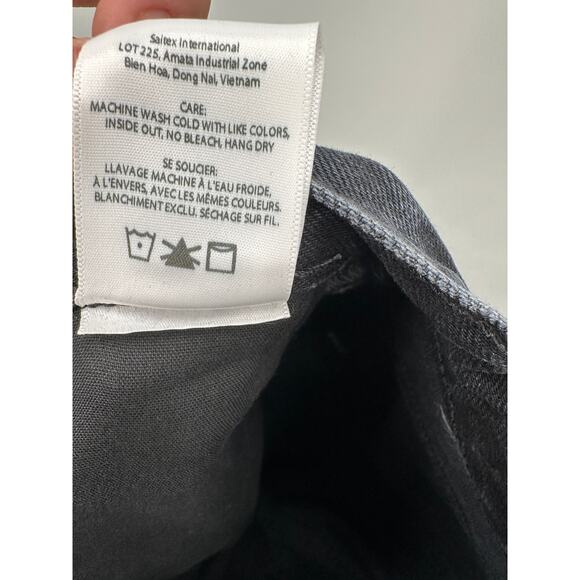 Saitex International
LOT 225, Amata Industrial Zone
Bien Hoa, Dong Nai, Vietnam
CARE:
MACHINE WASH COLD WITH LIKE COLORS,
INSIDE OUT, NO BLEACH, HANG DRY
SE SOUCIER:
LLAVAGE MACHINE À L'EAU FROIDE,
À L'ENVERS, AVEC LES MÊMES COULEURS.
BLANCHIMENT EXCLU. SÉCHAGE SUR FIL.